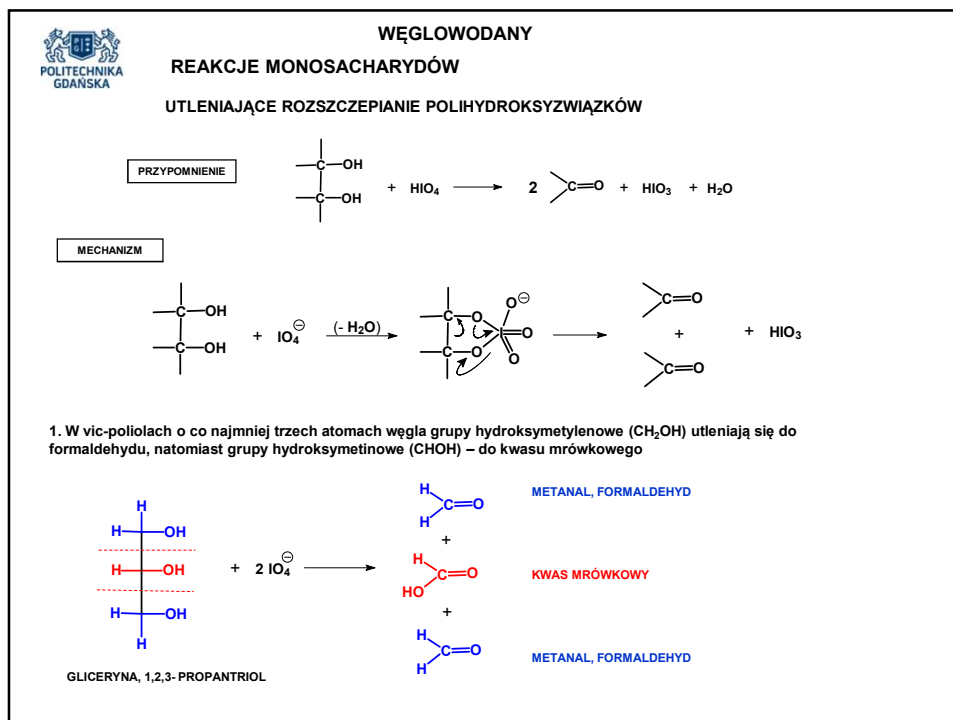 WĘGLOWODANY
POLITECHNIKA
GDAŃSKA
REAKCJE MONOSACHARYDÓW
UTLENIAJĄCE ROZSZCZEPIANIE POLIHYDROKSYZWIĄZKÓW
PRZYPOMNIENIE
C OH
C OH
+ HIO₄ 2 C O + HIO₃ + H₂O
MECHANIZM
C OH
C OH
+ IO₄⊖ (- H₂O)
C O I O⊖
C O O
O
C O
+
C O
+ HIO₃
1. W vic-poliolach o co najmniej trzech atomach węgla grupy hydroksymetylenowe (CH₂OH) utleniają się do
formaldehydu, natomiast grupy hydroksymetinowe (CHOH) – do kwasu mrówkowego
H
H OH
H OH
H OH
H
+ 2 IO₄⊖
H
C O
H
METANAL, FORMALDEHYD
+
H
C O
HO
KWAS MRÓWKOWY
+
H
C O
H
METANAL, FORMALDEHYD
GLICERYNA, 1,2,3- PROPANTRIOL